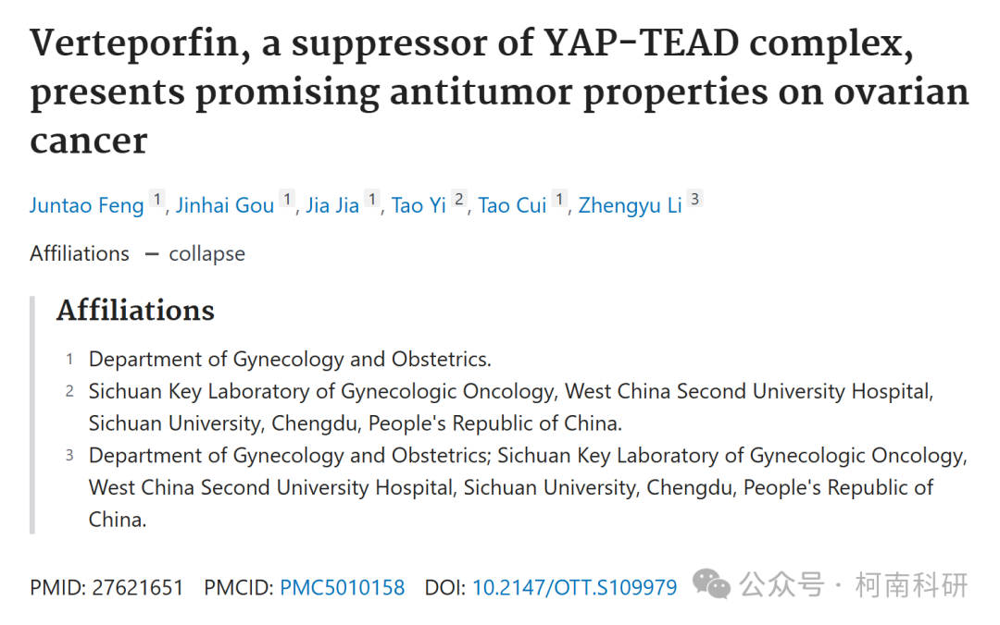 Verteporfin, a suppressor of YAP-TEAD complex,
presents promising antitumor properties on ovarian
cancer
Juntao Feng 1, Jinhai Gou 1, Jia Jia 1, Tao Yi 2, Tao Cui 1, Zhengyu Li 3
Affiliations − collapse
Affiliations
1 Department of Gynecology and Obstetrics.
2 Sichuan Key Laboratory of Gynecologic Oncology, West China Second University Hospital,
Sichuan University, Chengdu, People's Republic of China.
3 Department of Gynecology and Obstetrics; Sichuan Key Laboratory of Gynecologic Oncology,
West China Second University Hospital, Sichuan University, Chengdu, People's Republic of
China.
PMID: 27621651 PMCID: PMC5010158 DOI: 10.2147/OTT.S109979 公众号 · 柯南科研